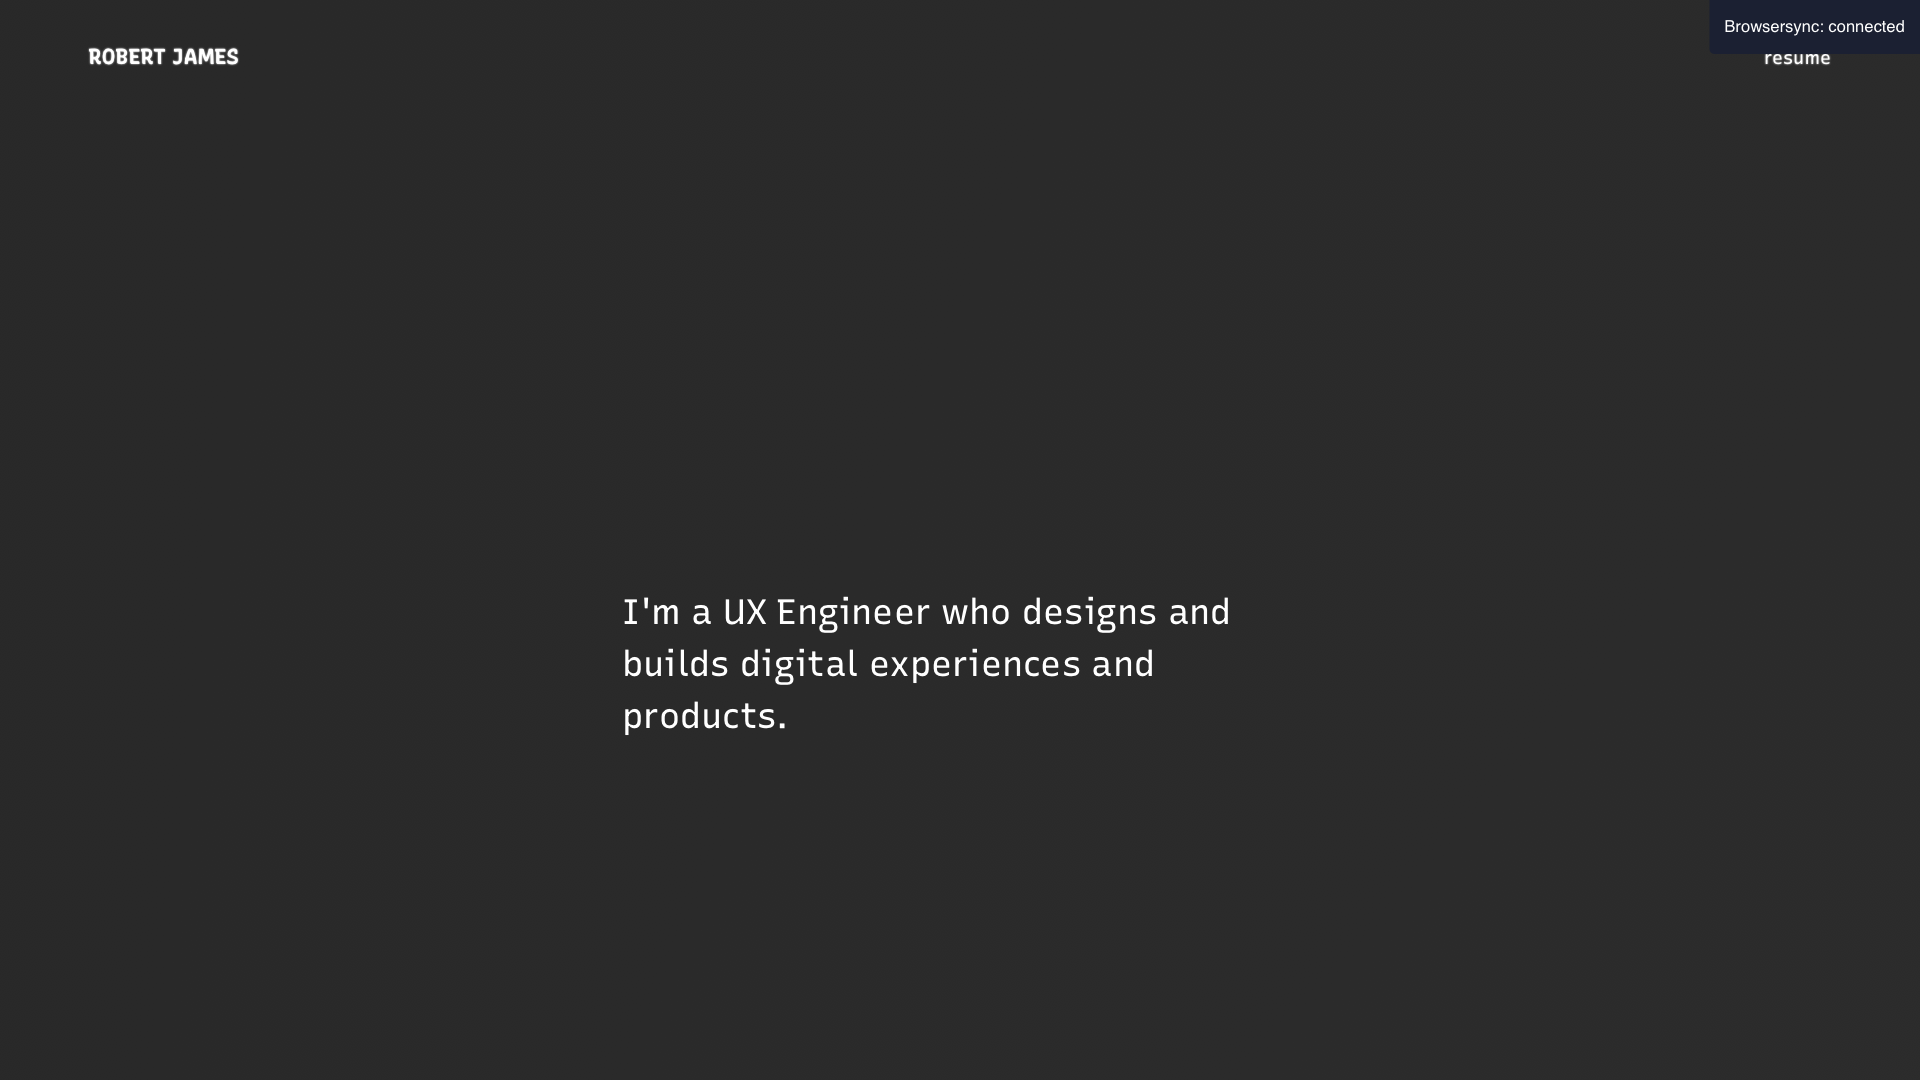 ROBERT JAMES
Browsersync: connected
resume
I'm a UX Engineer who designs and
builds digital experiences and
products.